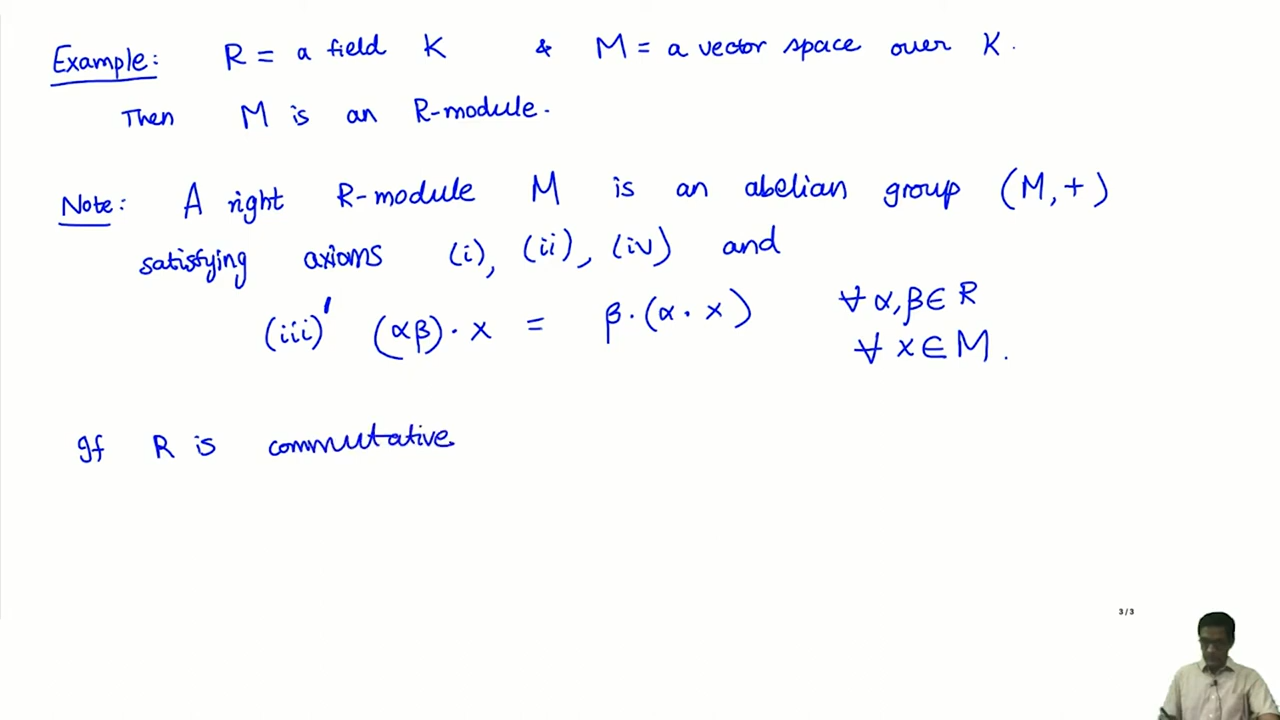 Example: R = a field K & M = a vector space over K.
Then M is an R-module.
Note: A right R-module M is an abelian group (M, +)
satisfying axioms (i), (ii), (iv) and
(iii)' (αβ)·x = β·(α·x) ∀ α, β ∈ R
∀ x ∈ M.
If R is commutative
3/3